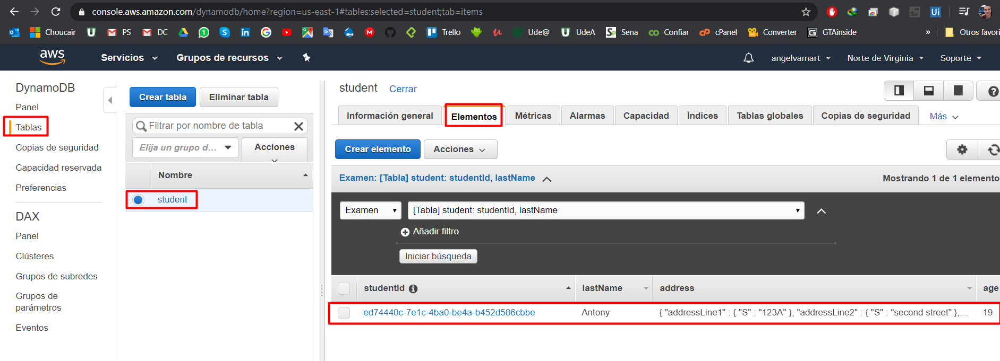 console.aws.amazon.com/dynamodb/home?region=us-east-1#tables:selected=student;tab=items
Choucair PS DC Trello Ude@ UdeA Sena Confiar cPanel Converter GTAinside » Otros favori
aws Servicios Grupos de recursos angelvamart Norte de Virginia Soporte
DynamoDB
Panel
Tablas
Copias de seguridad
Capacidad reservada
Preferencias
DAX
Panel
Clústeres
Grupos de subredes
Grupos de
parámetros
Eventos
Crear tabla Eliminar tabla
Filtrar por nombre de tabla
Elija un grupo d... Acciones
Nombre
student
student Cerrar
Información general Elementos Métricas Alarmas Capacidad Índices Tablas globales Copias de seguridad Más
Crear elemento Acciones
Examen: [Tabla] student: studentId, lastName Mostrando 1 de 1 elemento
Examen [Tabla] student: studentId, lastName
Añadir filtro
Iniciar búsqueda
studentId lastName address age
ed74440c-7e1c-4ba0-be4a-b452d586cbbe Antony { "addressLine1" : { "S" : "123A" }, "addressLine2" : { "S" : "second street" },... 19